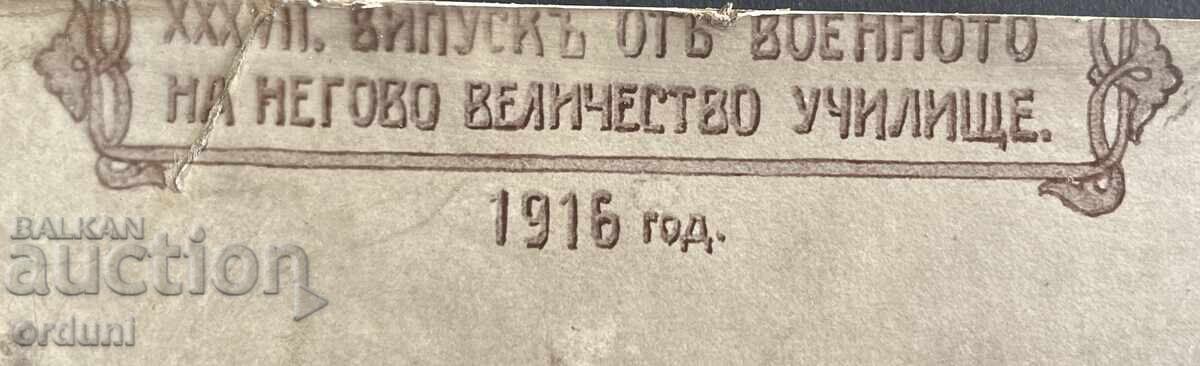 XXXVII. ВИПУСКЪ ОТЪ ВОЕННОТО
НА НЕГОВО ВЕЛИЧЕСТВО УЧИЛИЩЕ.
1916 год.
BALKAN
auction
orduni